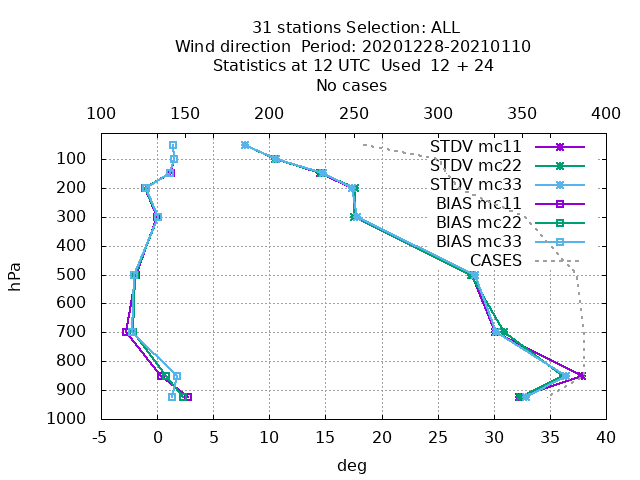 31 stations Selection: ALL
Wind direction  Period: 20201228-20210110
Statistics at 12 UTC  Used  12 + 24
No cases
100 150 200 250 300 350 400
STDV mc11
STDV mc22
STDV mc33
BIAS mc11
BIAS mc22
BIAS mc33
CASES
hPa
100
200
300
400
500
600
700
800
900
1000
-5 0 5 10 15 20 25 30 35 40
deg